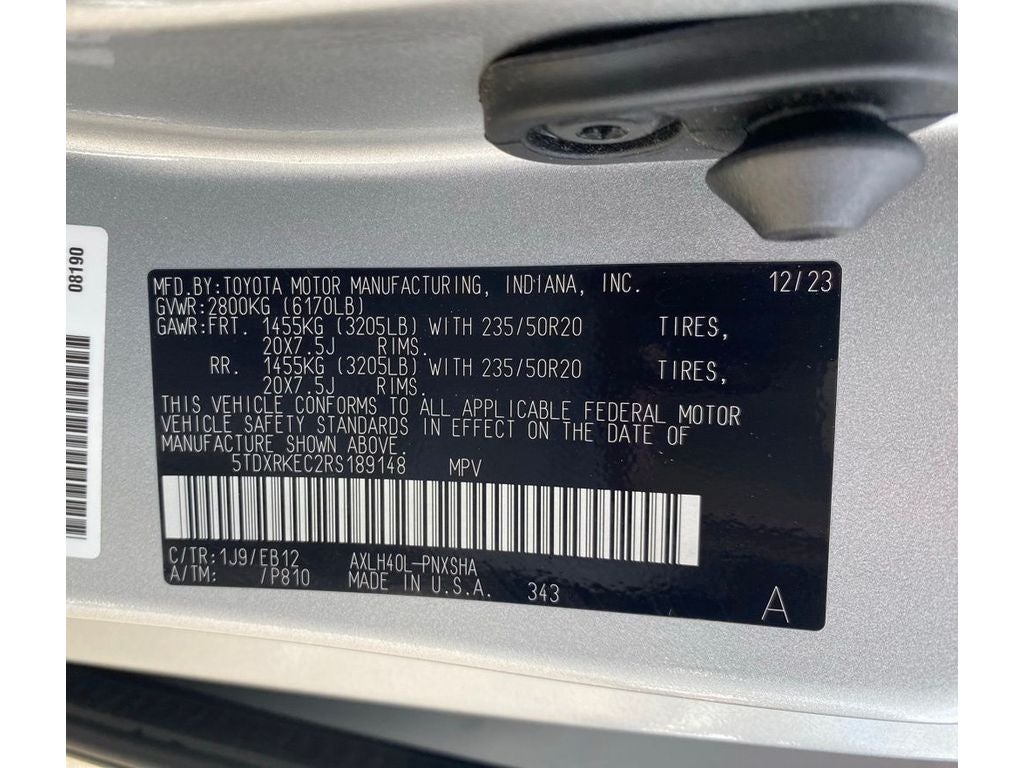 08190
MFD.BY:TOYOTA MOTOR MANUFACTURING, INDIANA, INC. 12/23
GVWR:2800KG (6170LB)
GAWR:FRT. 1455KG (3205LB) WITH 235/50R20 TIRES,
20X7.5J RIMS.
RR. 1455KG (3205LB) WITH 235/50R20 TIRES,
20X7.5J RIMS.
THIS VEHICLE CONFORMS TO ALL APPLICABLE FEDERAL MOTOR
VEHICLE SAFETY STANDARDS IN EFFECT ON THE DATE OF
MANUFACTURE SHOWN ABOVE.
5TDXRKEC2RS189148 MPV
C/TR:1J9/EB12 AXLH40L-PNXSHA
A/TM: /P810 MADE IN U.S.A. 343
A